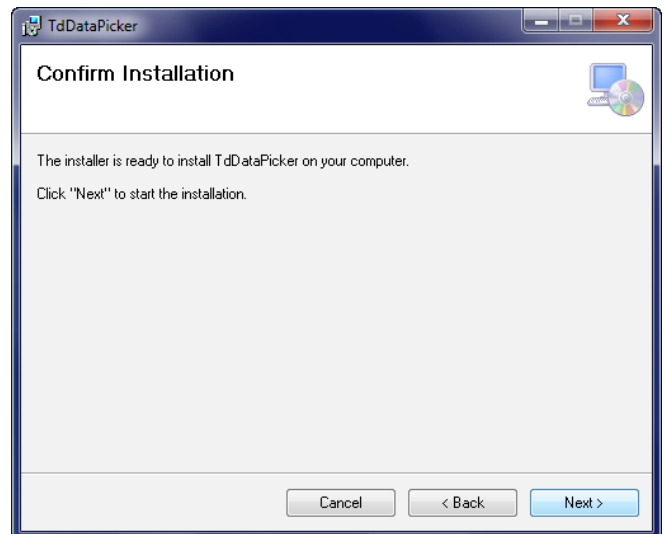 TdDataPicker
Confirm Installation
The installer is ready to install TdDataPicker on your computer.
Click "Next" to start the installation.
Cancel
< Back
Next >